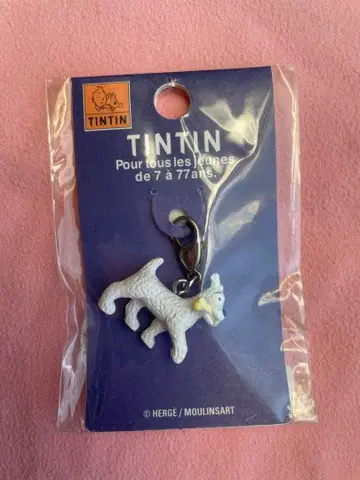 TINTIN
TINTIN
Pour tous les jeunes
de 7 à 77ans.
© HERGÉ / MOULINSART